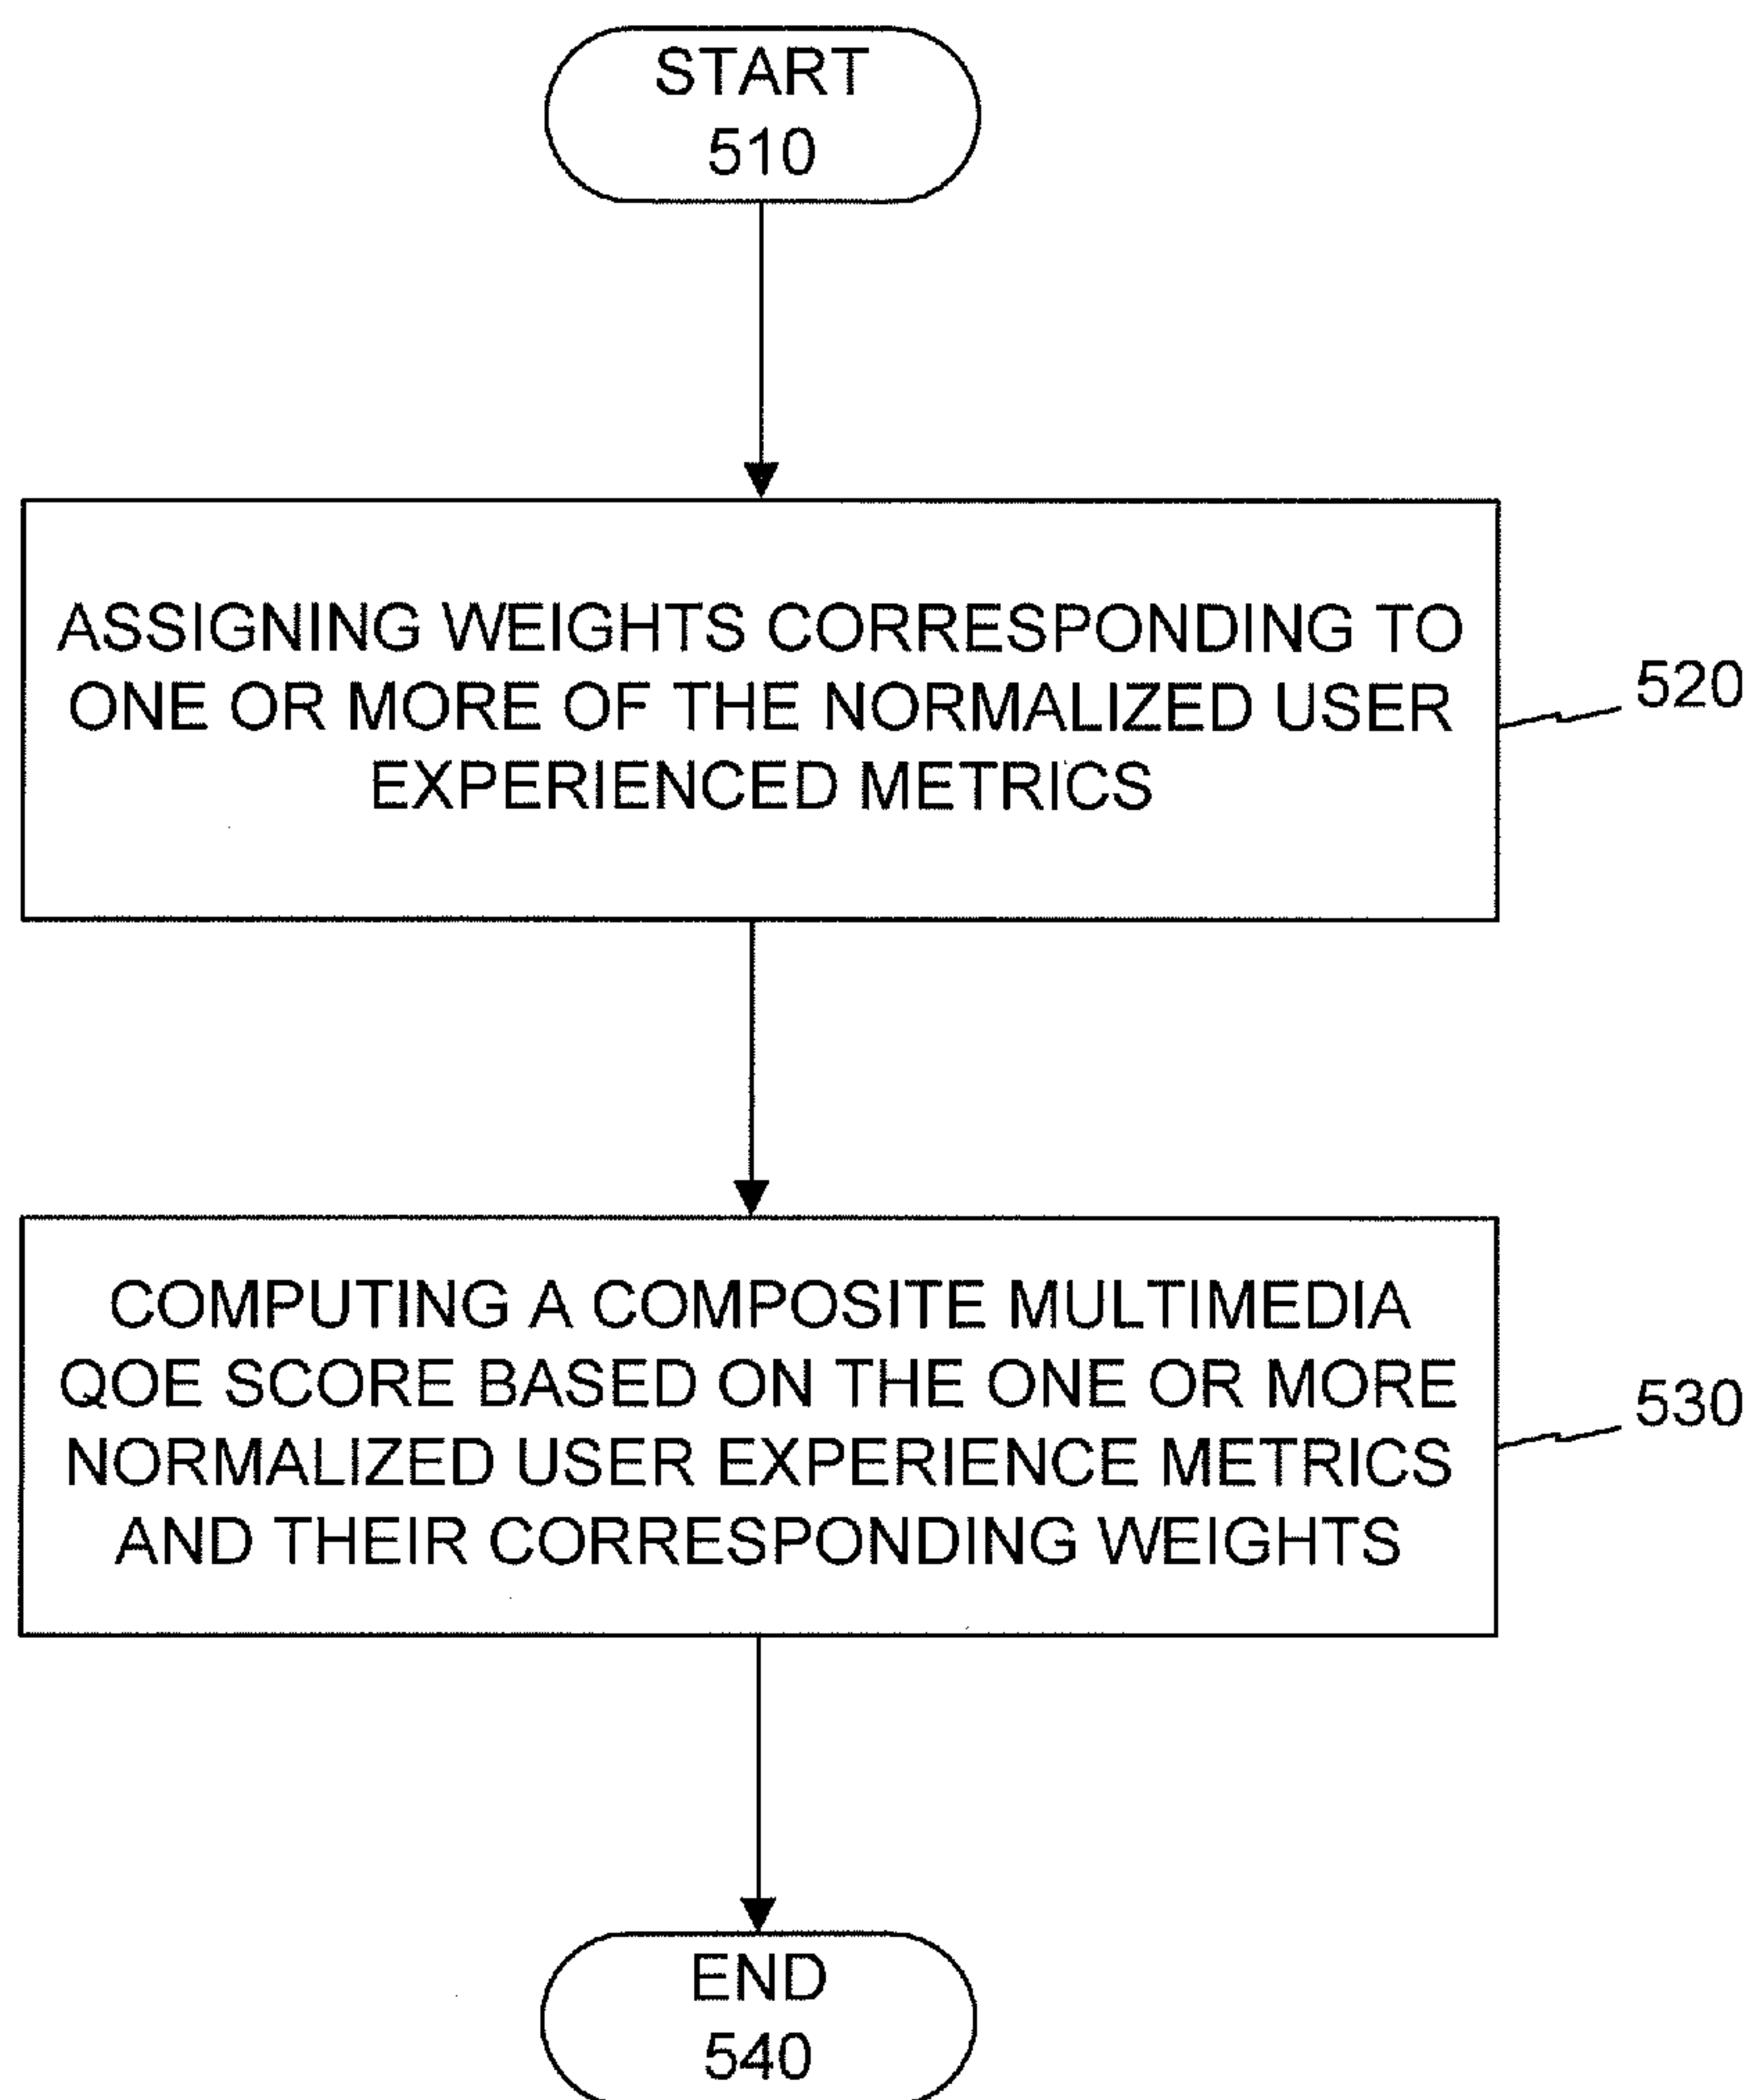 START
510
ASSIGNING WEIGHTS CORRESPONDING TO
ONE OR MORE OF THE NORMALIZED USER
EXPERIENCED METRICS
520
COMPUTING A COMPOSITE MULTIMEDIA
QOE SCORE BASED ON THE ONE OR MORE
NORMALIZED USER EXPERIENCE METRICS
AND THEIR CORRESPONDING WEIGHTS
530
END
540